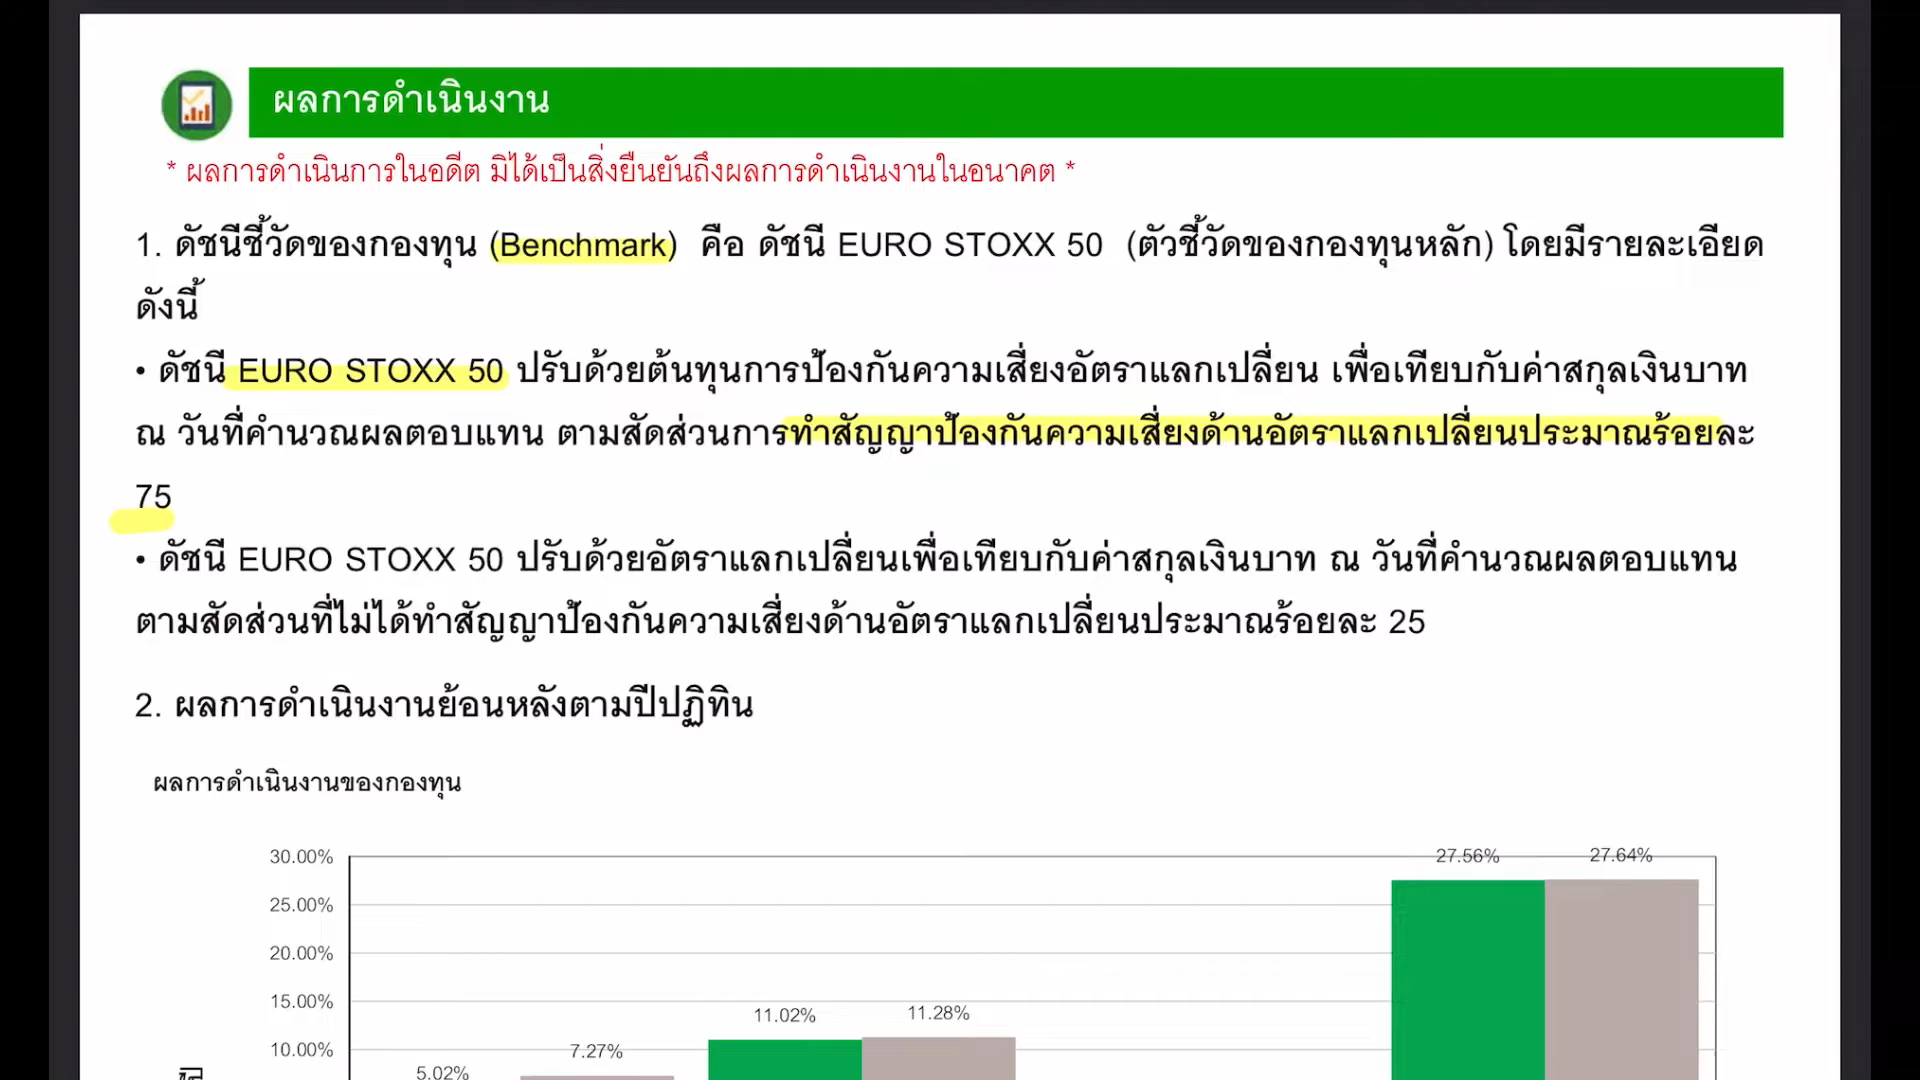 ผลการดำเนินงาน
* ผลการดำเนินการในอดีต มิได้เป็นสิ่งยืนยันถึงผลการดำเนินงานในอนาคต *
1. ดัชนีชี้วัดของกองทุน (Benchmark) คือ ดัชนี EURO STOXX 50 (ตัวชี้วัดของกองทุนหลัก) โดยมีรายละเอียด
ดังนี้
• ดัชนี EURO STOXX 50 ปรับด้วยต้นทุนการป้องกันความเสี่ยงอัตราแลกเปลี่ยน เพื่อเทียบกับค่าสกุลเงินบาท
ณ วันที่คำนวณผลตอบแทน ตามสัดส่วนการทำสัญญาป้องกันความเสี่ยงด้านอัตราแลกเปลี่ยนประมาณร้อยละ
75
• ดัชนี EURO STOXX 50 ปรับด้วยอัตราแลกเปลี่ยนเพื่อเทียบกับค่าสกุลเงินบาท ณ วันที่คำนวณผลตอบแทน
ตามสัดส่วนที่ไม่ได้ทำสัญญาป้องกันความเสี่ยงด้านอัตราแลกเปลี่ยนประมาณร้อยละ 25
2. ผลการดำเนินงานย้อนหลังตามปีปฏิทิน
ผลการดำเนินงานของกองทุน
30.00% 27.56% 27.64%
25.00%
20.00%
15.00%
11.02% 11.28%
10.00% 7.27%
5.02%